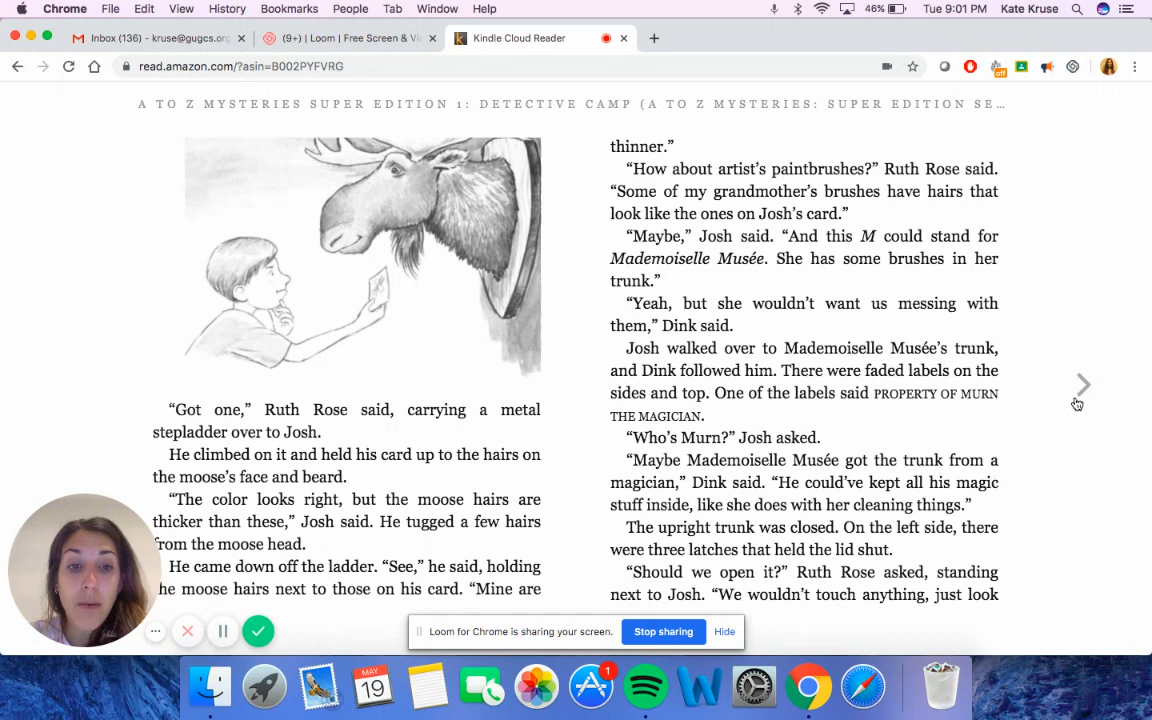 Chrome File Edit View History Bookmarks People Tab Window Help 46% Tue 9:01 PM Kate Kruse
Inbox (136) - kruse@gugcs.org (9+) | Loom | Free Screen & Vi Kindle Cloud Reader
read.amazon.com/?asin=B002PYFVRG
off
A TO Z MYSTERIES SUPER EDITION 1: DETECTIVE CAMP (A TO Z MYSTERIES: SUPER EDITION SE...
“Got one,” Ruth Rose said, carrying a metal
stepladder over to Josh.
He climbed on it and held his card up to the hairs on
the moose’s face and beard.
“The color looks right, but the moose hairs are
thicker than these,” Josh said. He tugged a few hairs
from the moose head.
He came down off the ladder. “See,” he said, holding
the moose hairs next to those on his card. “Mine are
thinner.”
“How about artist’s paintbrushes?” Ruth Rose said.
“Some of my grandmother’s brushes have hairs that
look like the ones on Josh’s card.”
“Maybe,” Josh said. “And this M could stand for
Mademoiselle Musée. She has some brushes in her
trunk.”
“Yeah, but she wouldn’t want us messing with
them,” Dink said.
Josh walked over to Mademoiselle Musée’s trunk,
and Dink followed him. There were faded labels on the
sides and top. One of the labels said PROPERTY OF MURN
THE MAGICIAN.
“Who’s Murn?” Josh asked.
“Maybe Mademoiselle Musée got the trunk from a
magician,” Dink said. “He could’ve kept all his magic
stuff inside, like she does with her cleaning things.”
The upright trunk was closed. On the left side, there
were three latches that held the lid shut.
“Should we open it?” Ruth Rose asked, standing
next to Josh. “We wouldn’t touch anything, just look
Loom for Chrome is sharing your screen. Stop sharing Hide
MAY
19
1